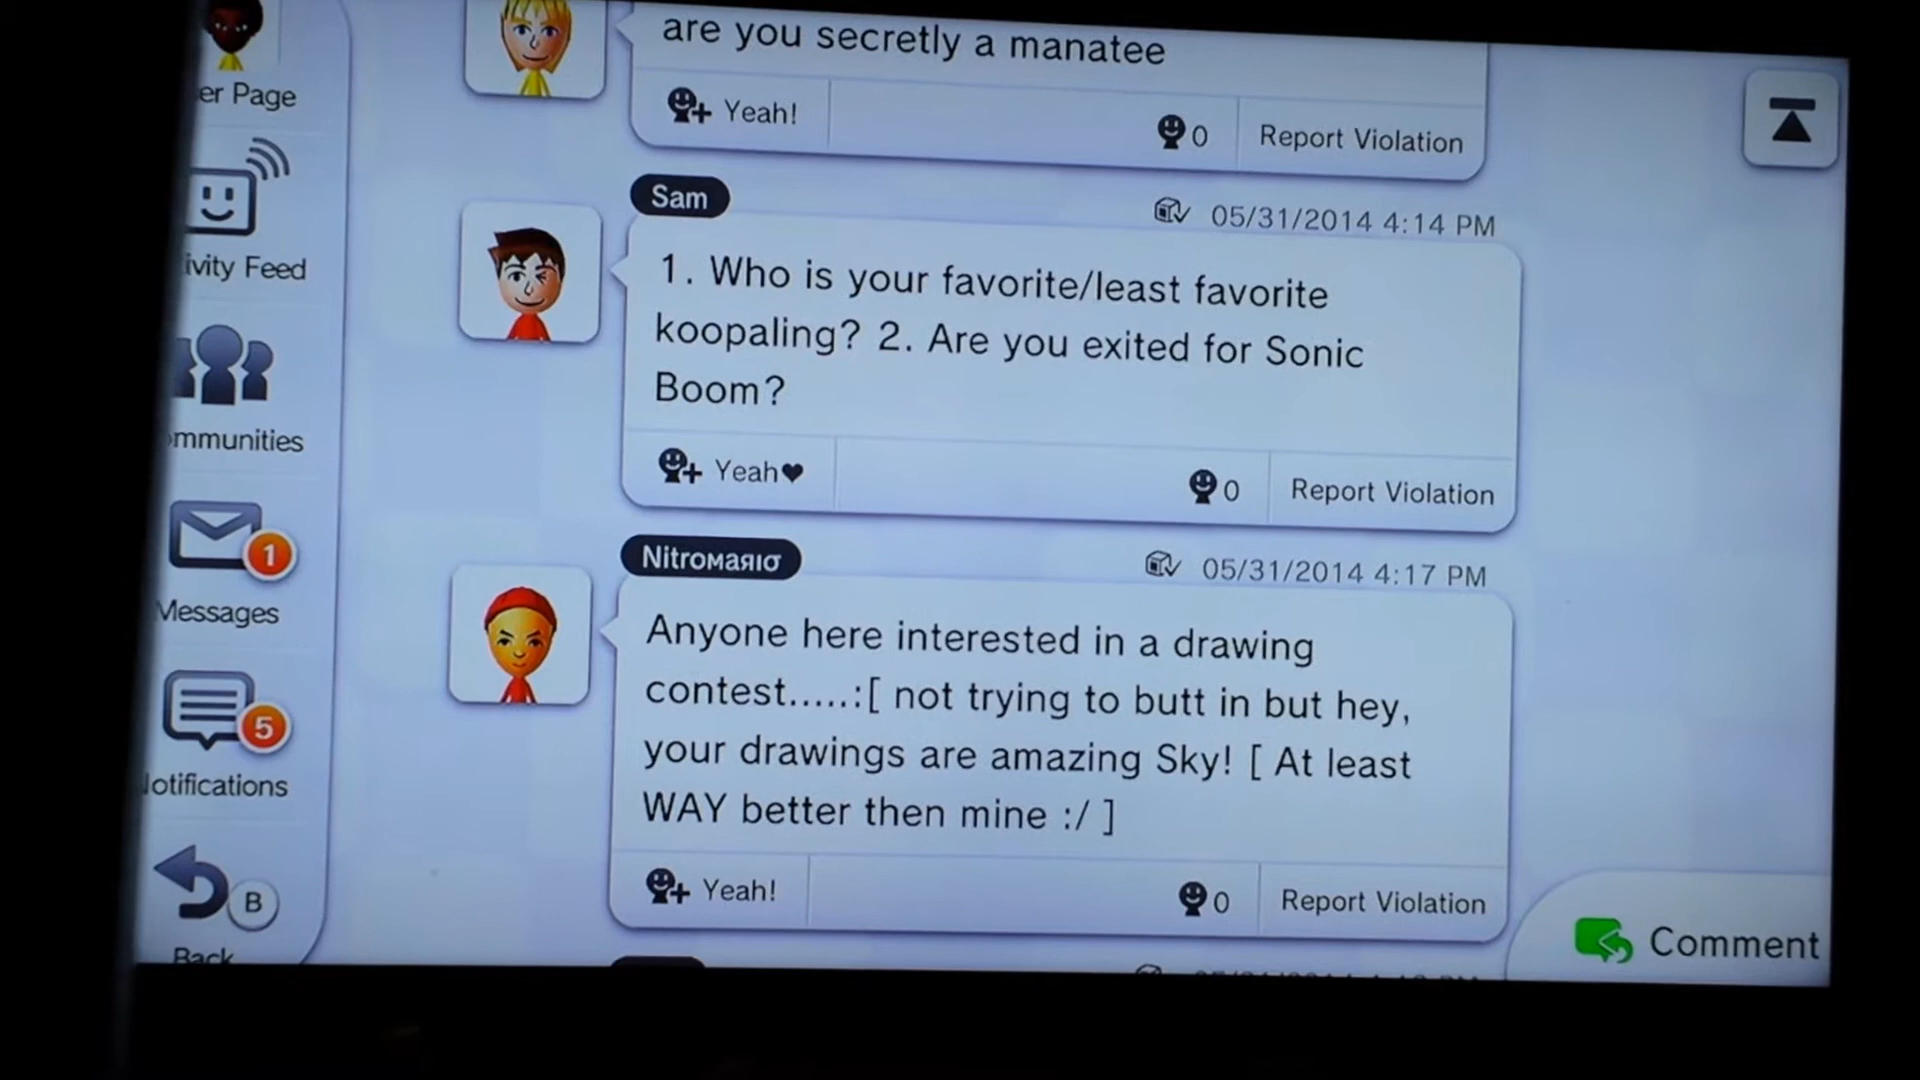 are you secretly a manatee
Yeah!
0
Report Violation
er Page
Sam
05/31/2014 4:14 PM
1. Who is your favorite/least favorite
koopaling? 2. Are you exited for Sonic
Boom?
ivity Feed
mmunities
Yeah♥
0
Report Violation
1
Messages
Nitroмaяισ
05/31/2014 4:17 PM
Anyone here interested in a drawing
contest.....:[ not trying to butt in but hey,
your drawings are amazing Sky! [ At least
WAY better then mine :/ ]
5
otifications
Yeah!
0
Report Violation
B
Back
Comment